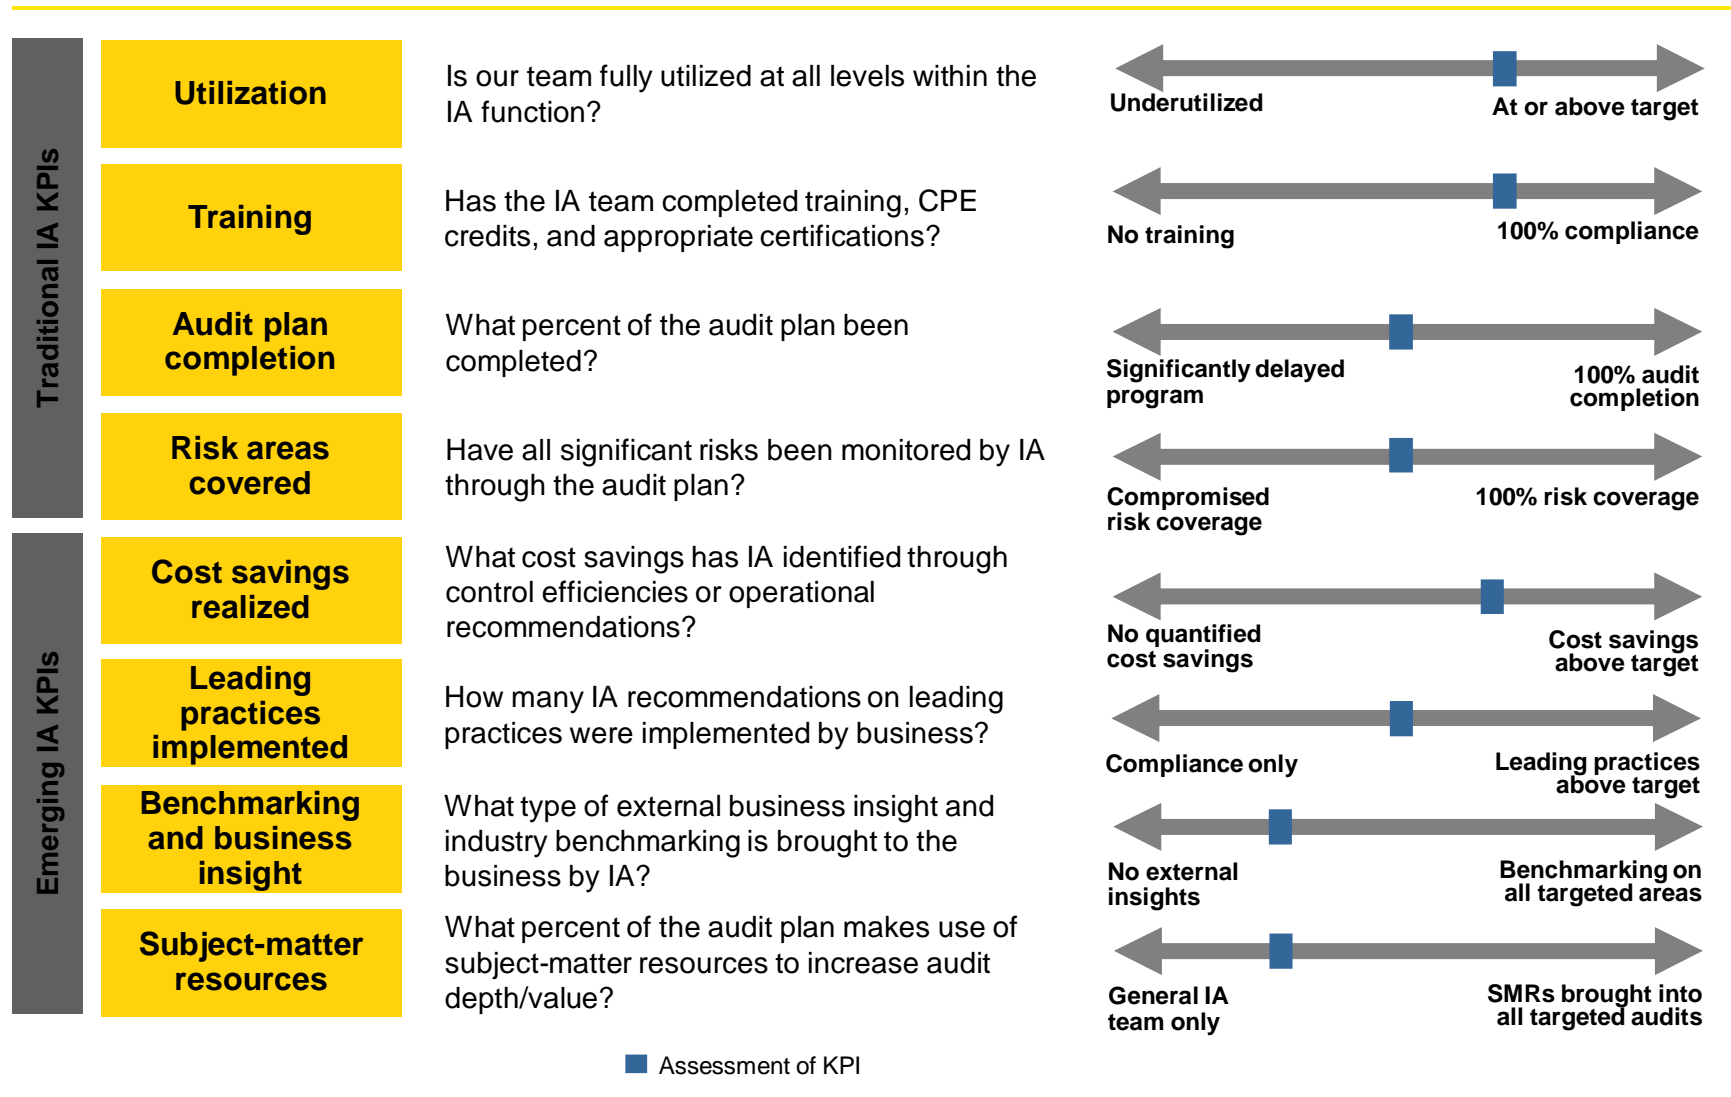 Traditional IA KPIs
Utilization
Is our team fully utilized at all levels within the
IA function?
Underutilized
At or above target
Training
Has the IA team completed training, CPE
credits, and appropriate certifications?
No training
100% compliance
Audit plan
completion
What percent of the audit plan been
completed?
Significantly delayed
program
100% audit
completion
Risk areas
covered
Have all significant risks been monitored by IA
through the audit plan?
Compromised
risk coverage
100% risk coverage
Emerging IA KPIs
Cost savings
realized
What cost savings has IA identified through
control efficiencies or operational
recommendations?
No quantified
cost savings
Cost savings
above target
Leading
practices
implemented
How many IA recommendations on leading
practices were implemented by business?
Compliance only
Leading practices
above target
Benchmarking
and business
insight
What type of external business insight and
industry benchmarking is brought to the
business by IA?
No external
insights
Benchmarking on
all targeted areas
Subject-matter
resources
What percent of the audit plan makes use of
subject-matter resources to increase audit
depth/value?
General IA
team only
SMRs brought into
all targeted audits
Assessment of KPI